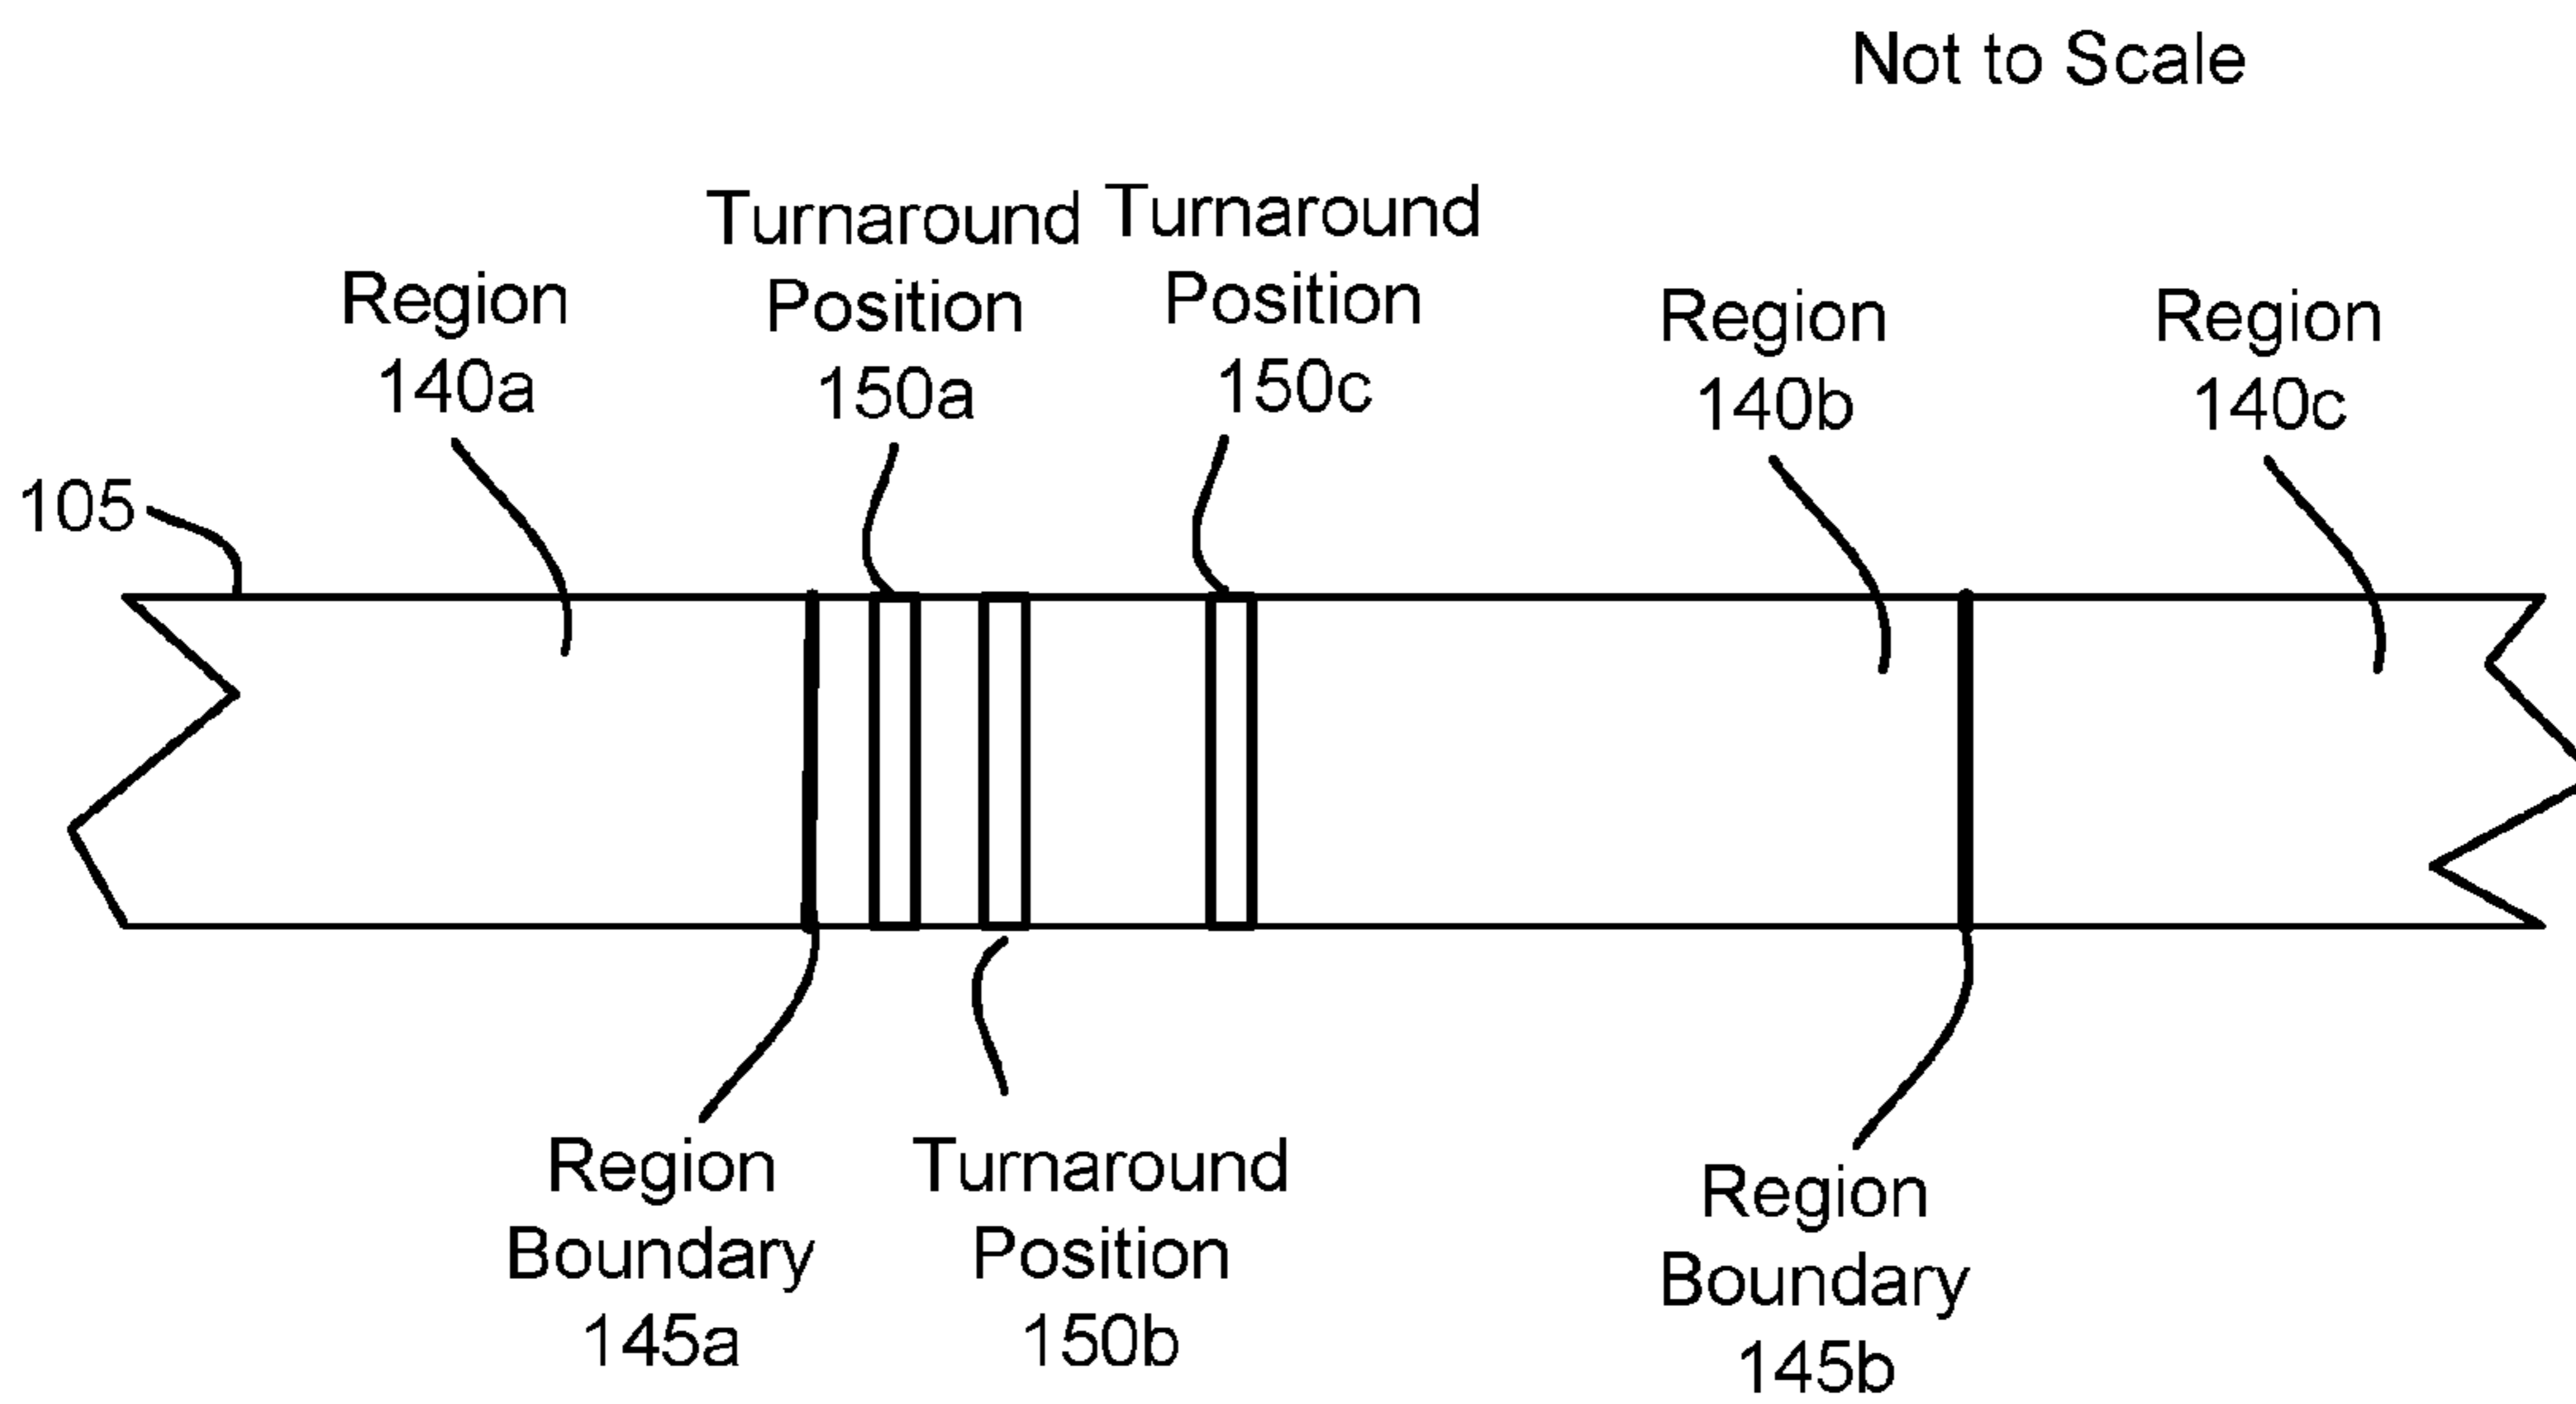 Not to Scale
Turnaround
Position
150a
Turnaround
Position
150c
Region
140a
Region
140b
Region
140c
105
Region
Boundary
145a
Turnaround
Position
150b
Region
Boundary
145b